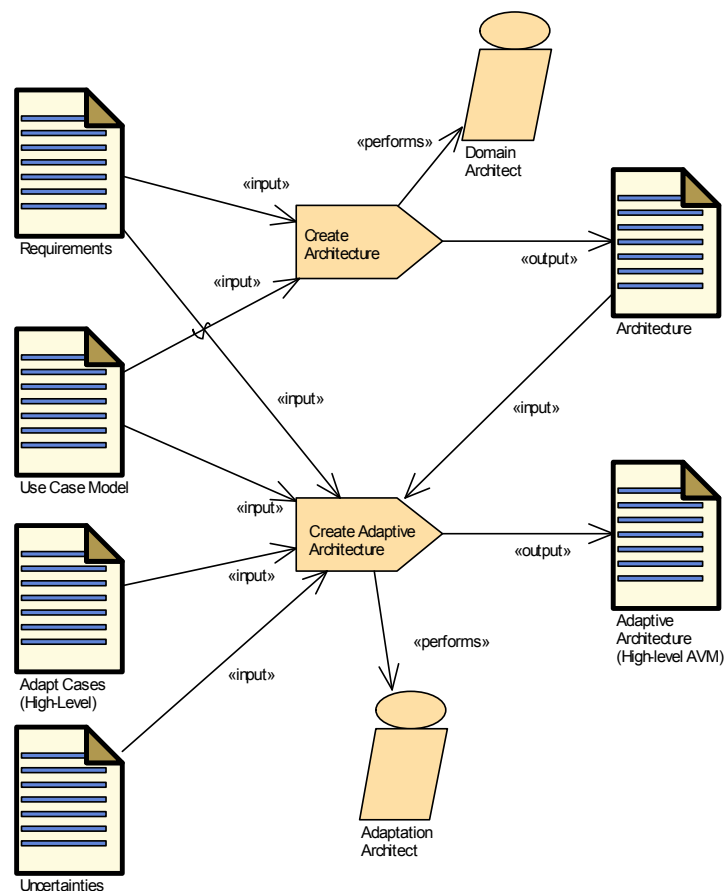 «performs»
Domain
Architect
«input»
Requirements
Create
Architecture
«output»
«input»
Architecture
«input»
«input»
Use Case Model
«input»
Create Adaptive
Architecture
«output»
«input»
Adapt Cases
(High-Level)
Adaptive
Architecture
(High-level AVM)
«performs»
«input»
Adaptation
Architect
Uncertainties